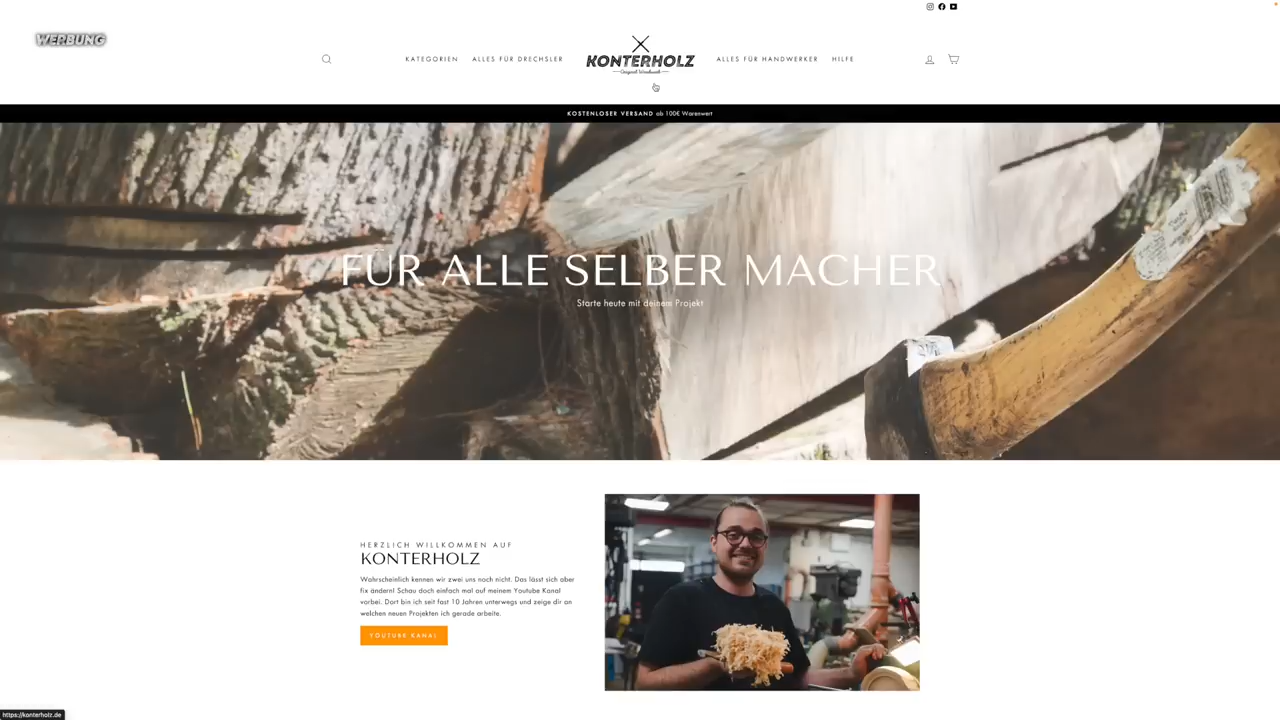 WERBUNG
KATEGORIEN ALLES FÜR DRECHSLER KONTERHOLZ ALLES FÜR HANDWERKER HILFE
KOSTENLOSER VERSAND ab 100€ Warenwert
FÜR ALLE SELBER MACHER
Starte heute mit deinem Projekt
HERZLICH WILLKOMMEN AUF
KONTERHOLZ
Wahrscheinlich kennen wir zwei uns noch nicht. Das lässt sich aber
fix ändern! Schau doch einfach mal auf meinem Youtube Kanal
vorbei. Dort bin ich seit fast 10 Jahren unterwegs und zeige dir an
welchen neuen Projekten ich gerade arbeite.
YOUTUBE KANAL
https://konterholz.de